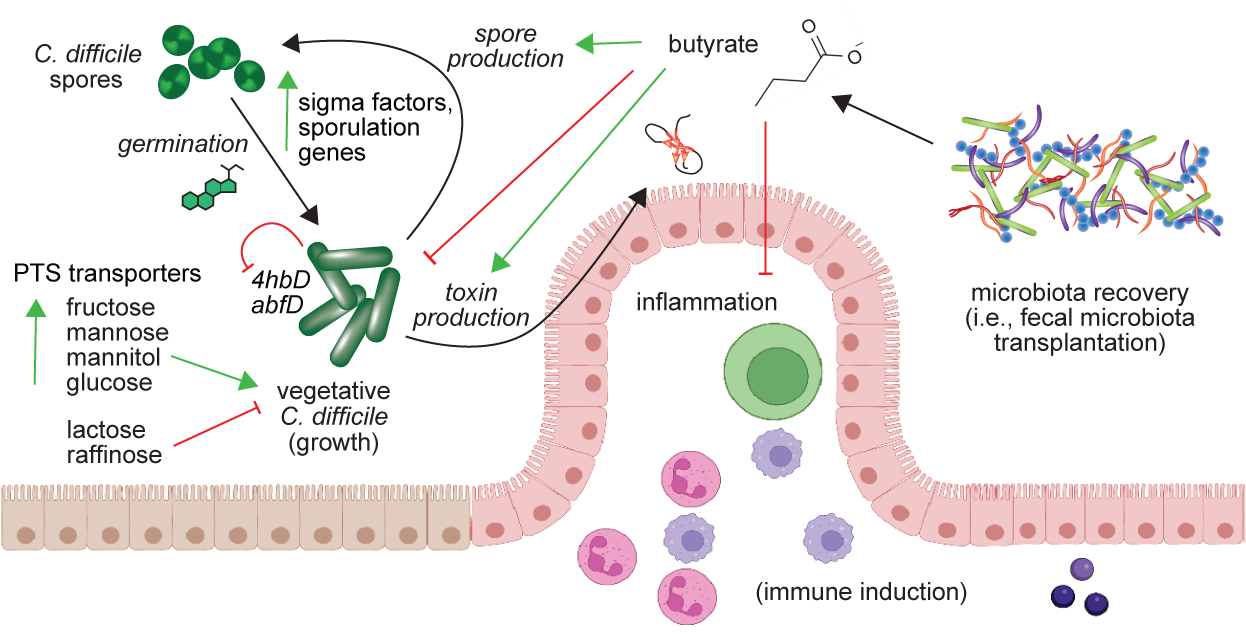 C. difficile
spores
spore
production
butyrate
O
O-
sigma factors,
sporulation
genes
germination
4hbD
abfD
PTS transporters
fructose
mannose
mannitol
glucose
lactose
raffinose
vegetative
C. difficile
(growth)
toxin
production
inflammation
microbiota recovery
(i.e., fecal microbiota
transplantation)
(immune induction)